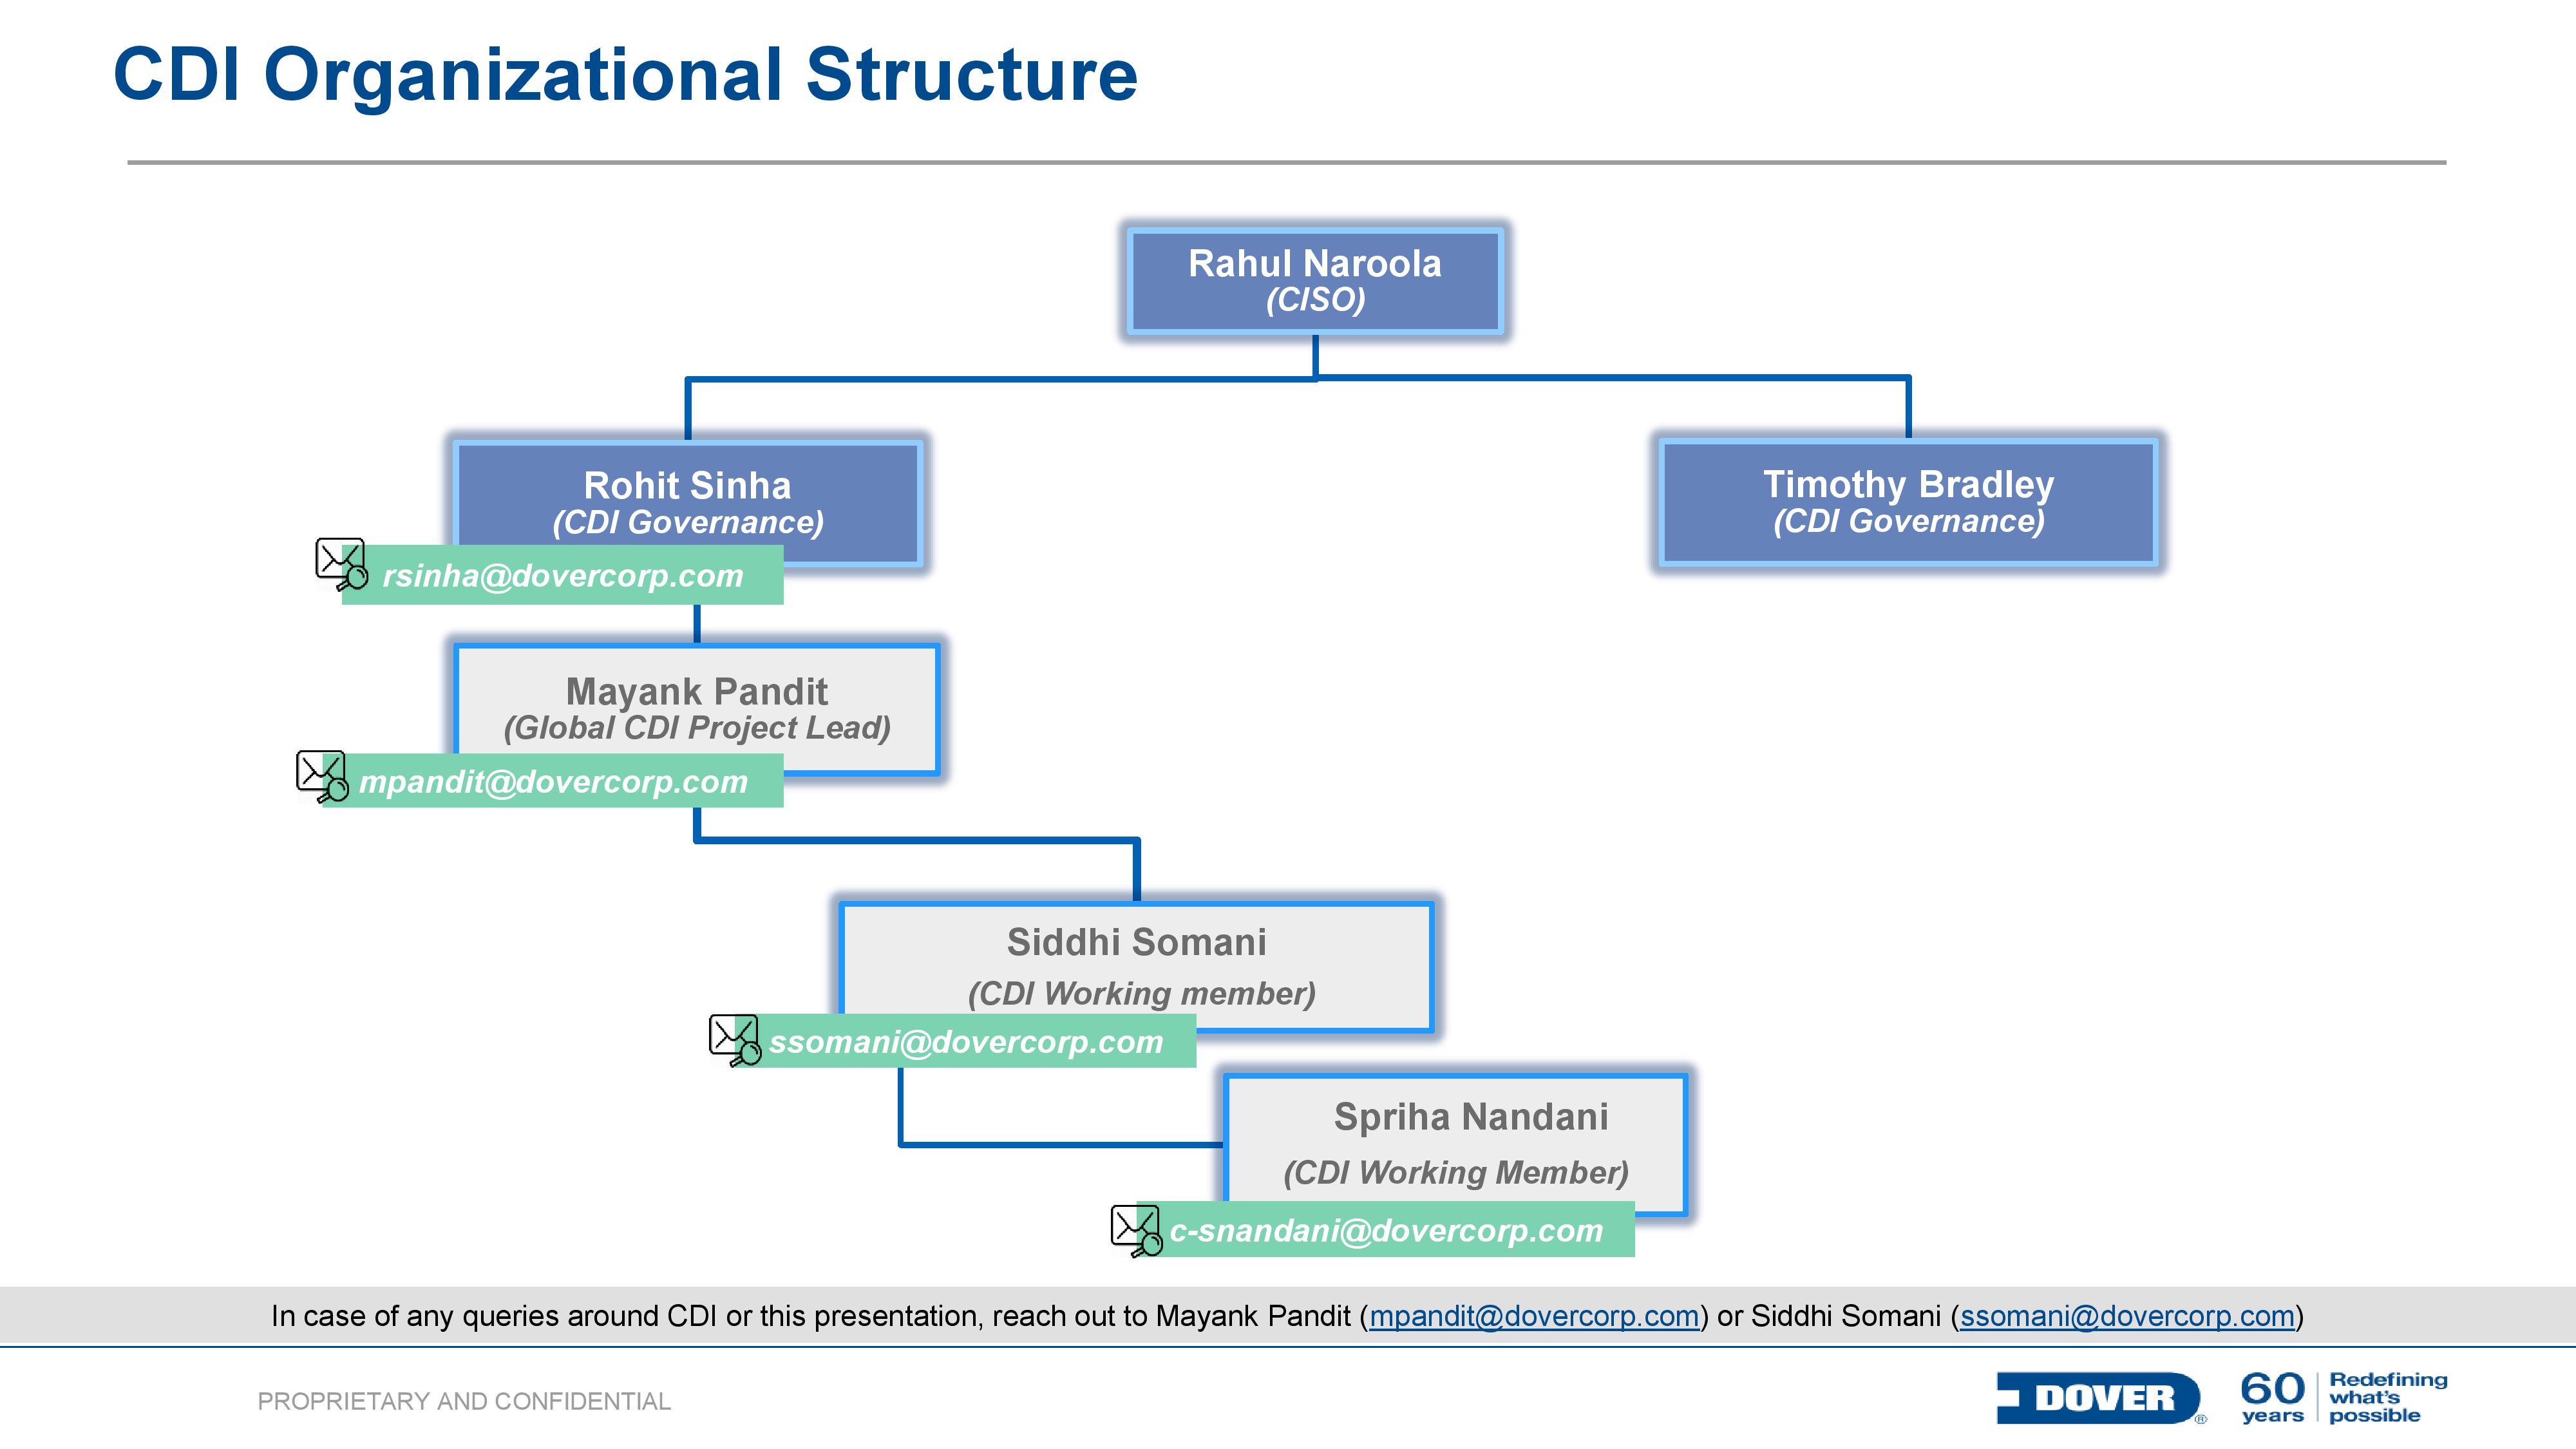 CDI Organizational Structure
Rahul Naroola
(CISO)
Rohit Sinha
(CDI Governance)
rsinha@dovercorp.com
Timothy Bradley
(CDI Governance)
Mayank Pandit
(Global CDI Project Lead)
mpandit@dovercorp.com
Siddhi Somani
(CDI Working member)
ssomani@dovercorp.com
Spriha Nandani
(CDI Working Member)
c-snandani@dovercorp.com
In case of any queries around CDI or this presentation, reach out to Mayank Pandit (mpandit@dovercorp.com) or Siddhi Somani (ssomani@dovercorp.com)
PROPRIETARY AND CONFIDENTIAL
DOVER®
60
years
Redefining
what's
possible